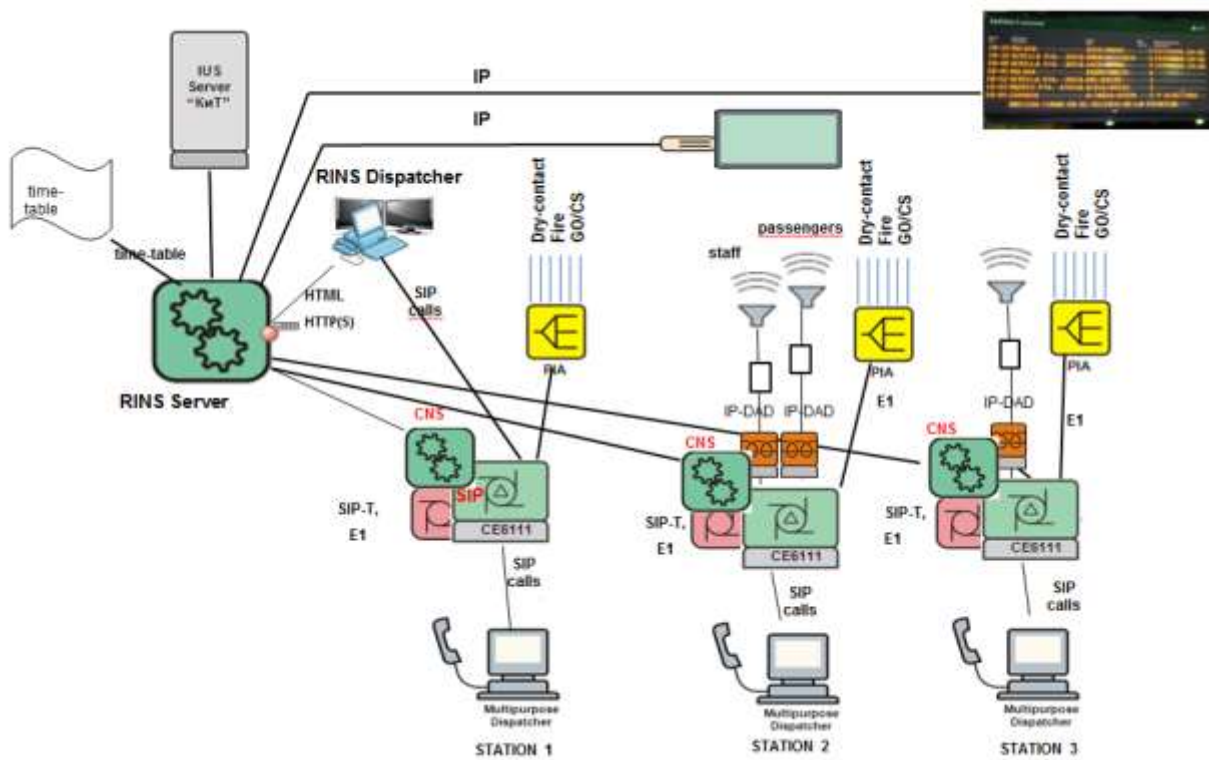 IUS
Server
"КиТ"
IP
IP
time-
table
time-table
RINS Dispatcher
HTML
HTTP(S)
SIP
calls
RINS Server
Dry-contact
Fire
GO/CS
PIA
staff
passengers
Dry-contact
Fire
GO/CS
PIA
E1
IP-DAD
IP-DAD
Dry-contact
Fire
GO/CS
PIA
E1
IP-DAD
CNS
SIP
SIP-T,
E1
CE6111
SIP
calls
Multipurpose
Dispatcher
STATION 1
CNS
SIP-T,
E1
CE6111
SIP
calls
Multipurpose
Dispatcher
STATION 2
CNS
SIP-T,
E1
CE6111
SIP
calls
Multipurpose
Dispatcher
STATION 3